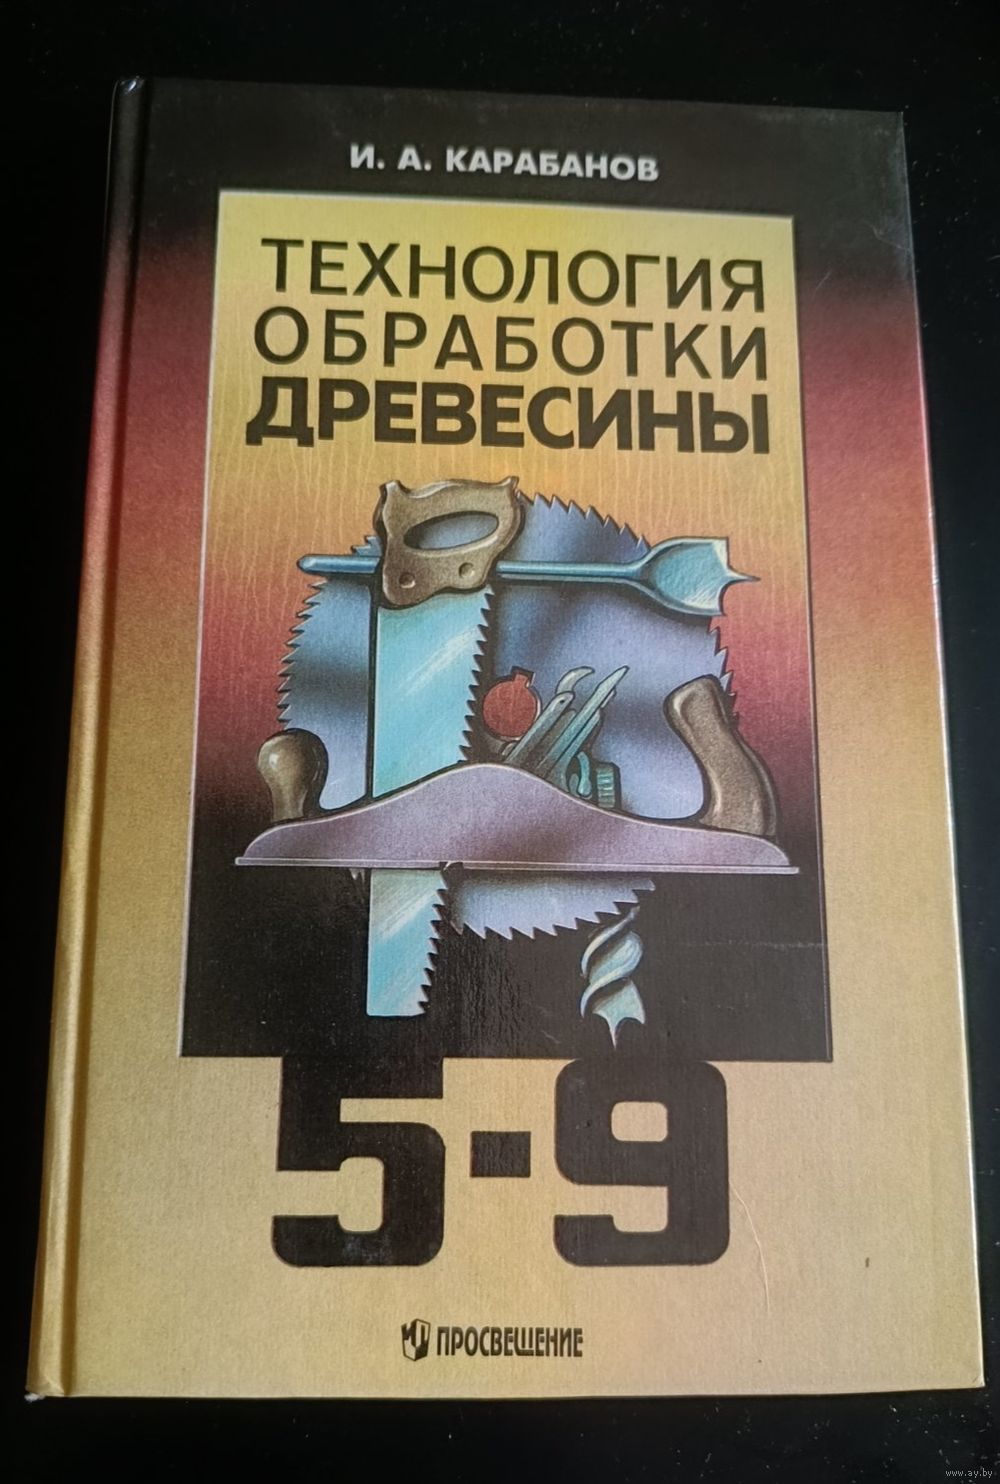 И. А. КАРАБАНОВ
ТЕХНОЛОГИЯ
ОБРАБОТКИ
ДРЕВЕСИНЫ
5-9
ПРОСВЕЩЕНИЕ
www.ay.by